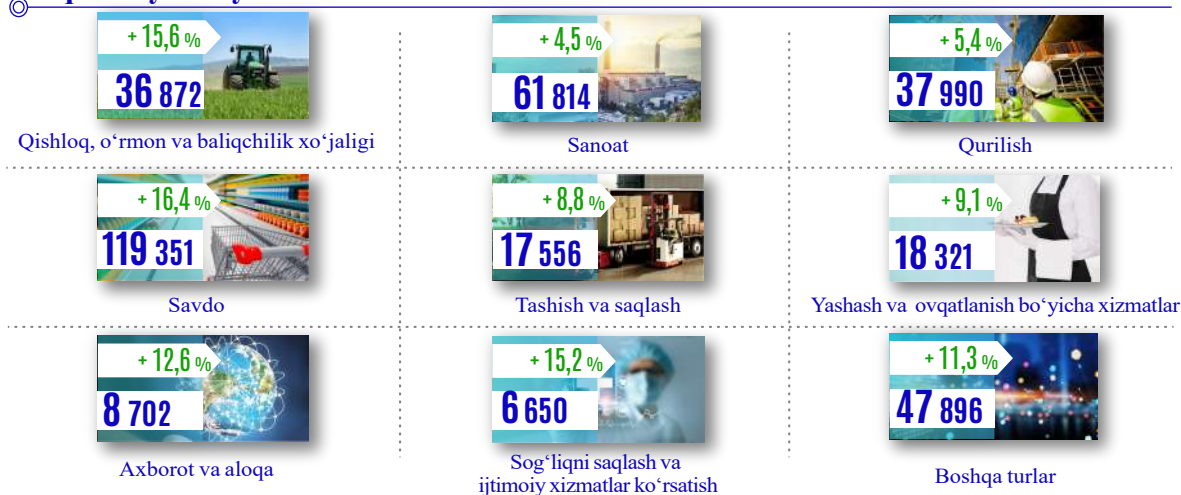 + 15,6 %
36 872
Qishloq, o‘rmon va baliqchilik xo‘jaligi
+ 4,5 %
61 814
Sanoat
+ 5,4 %
37 990
Qurilish
+ 16,4 %
119 351
Savdo
+ 8,8 %
17 556
Tashish va saqlash
+ 9,1 %
18 321
Yashash va ovqatlanish bo‘yicha xizmatlar
+ 12,6 %
8 702
Axborot va aloqa
+ 15,2 %
6 650
Sog‘liqni saqlash va
ijtimoiy xizmatlar ko‘rsatish
+ 11,3 %
47 896
Boshqa turlar